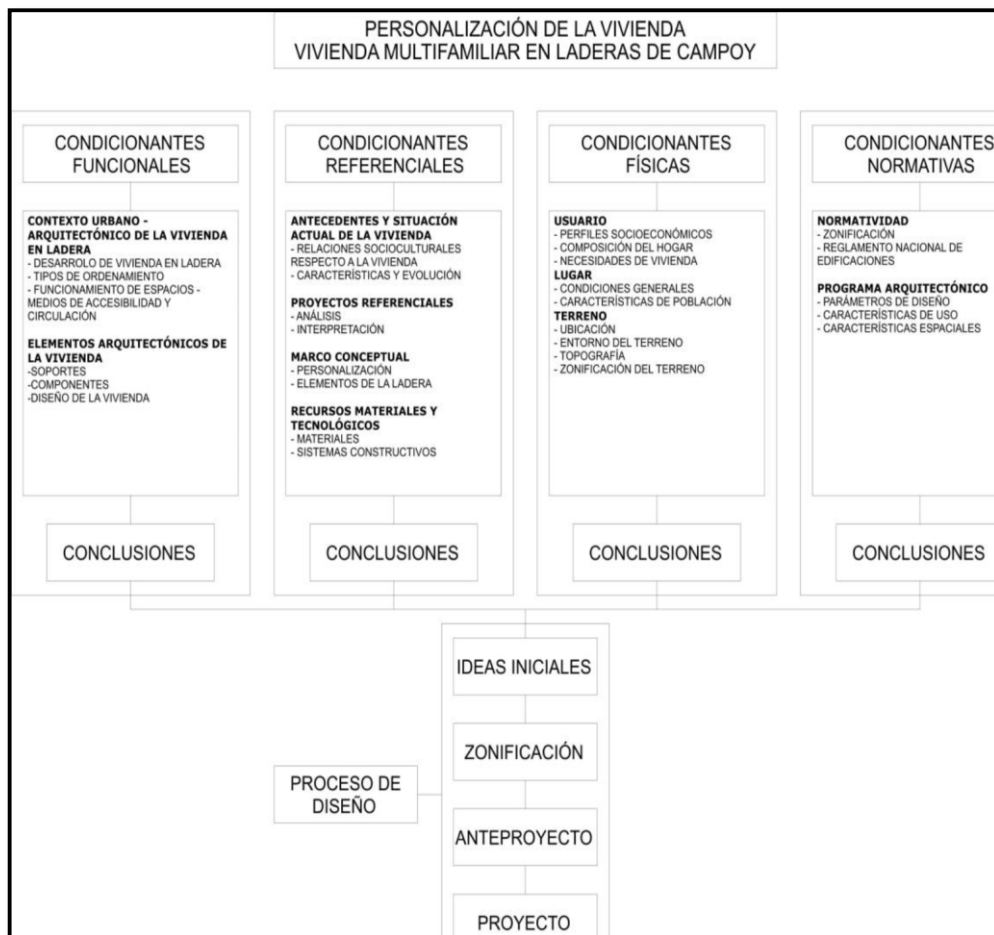 PERSONALIZACIÓN DE LA VIVIENDA
VIVIENDA MULTIFAMILIAR EN LADERAS DE CAMPOY
CONDICIONANTES
FUNCIONALES
CONTEXTO URBANO -
ARQUITECTÓNICO DE LA VIVIENDA
EN LADERA
- DESARROLO DE VIVIENDA EN LADERA
- TIPOS DE ORDENAMIENTO
- FUNCIONAMIENTO DE ESPACIOS -
MEDIOS DE ACCESIBILIDAD Y
CIRCULACIÓN
ELEMENTOS ARQUITECTÓNICOS DE
LA VIVIENDA
-SOPORTES
-COMPONENTES
-DISEÑO DE LA VIVIENDA
CONCLUSIONES
CONDICIONANTES
REFERENCIALES
ANTECEDENTES Y SITUACIÓN
ACTUAL DE LA VIVIENDA
- RELACIONES SOCIOCULTURALES
RESPECTO A LA VIVIENDA
- CARACTERÍSTICAS Y EVOLUCIÓN
PROYECTOS REFERENCIALES
- ANÁLISIS
- INTERPRETACIÓN
MARCO CONCEPTUAL
- PERSONALIZACIÓN
- ELEMENTOS DE LA LADERA
RECURSOS MATERIALES Y
TECNOLÓGICOS
- MATERIALES
- SISTEMAS CONSTRUCTIVOS
CONCLUSIONES
CONDICIONANTES
FÍSICAS
USUARIO
- PERFILES SOCIOECONÓMICOS
- COMPOSICIÓN DEL HOGAR
- NECESIDADES DE VIVIENDA
LUGAR
- CONDICIONES GENERALES
- CARACTERÍSTICAS DE POBLACIÓN
TERRENO
- UBICACIÓN
- ENTORNO DEL TERRENO
- TOPOGRAFÍA
- ZONIFICACIÓN DEL TERRENO
CONCLUSIONES
CONDICIONANTES
NORMATIVAS
NORMATIVIDAD
- ZONIFICACIÓN
- REGLAMENTO NACIONAL DE
EDIFICACIONES
PROGRAMA ARQUITECTÓNICO
- PARÁMETROS DE DISEÑO
- CARACTERÍSTICAS DE USO
- CARACTERÍSTICAS ESPACIALES
CONCLUSIONES
PROCESO DE
DISEÑO
IDEAS INICIALES
ZONIFICACIÓN
ANTEPROYECTO
PROYECTO